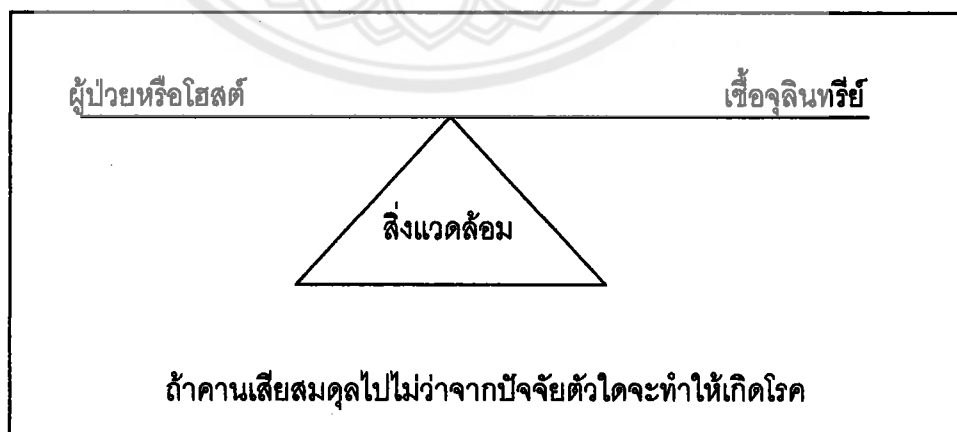 ผู้ป่วยหรือโฮสต์ เชื้อจุลินทรีย์
สิ่งแวดล้อม
ถ้าคานเสียสมดุลไปไม่ว่าจากปัจจัยตัวใดจะทำให้เกิดโรค